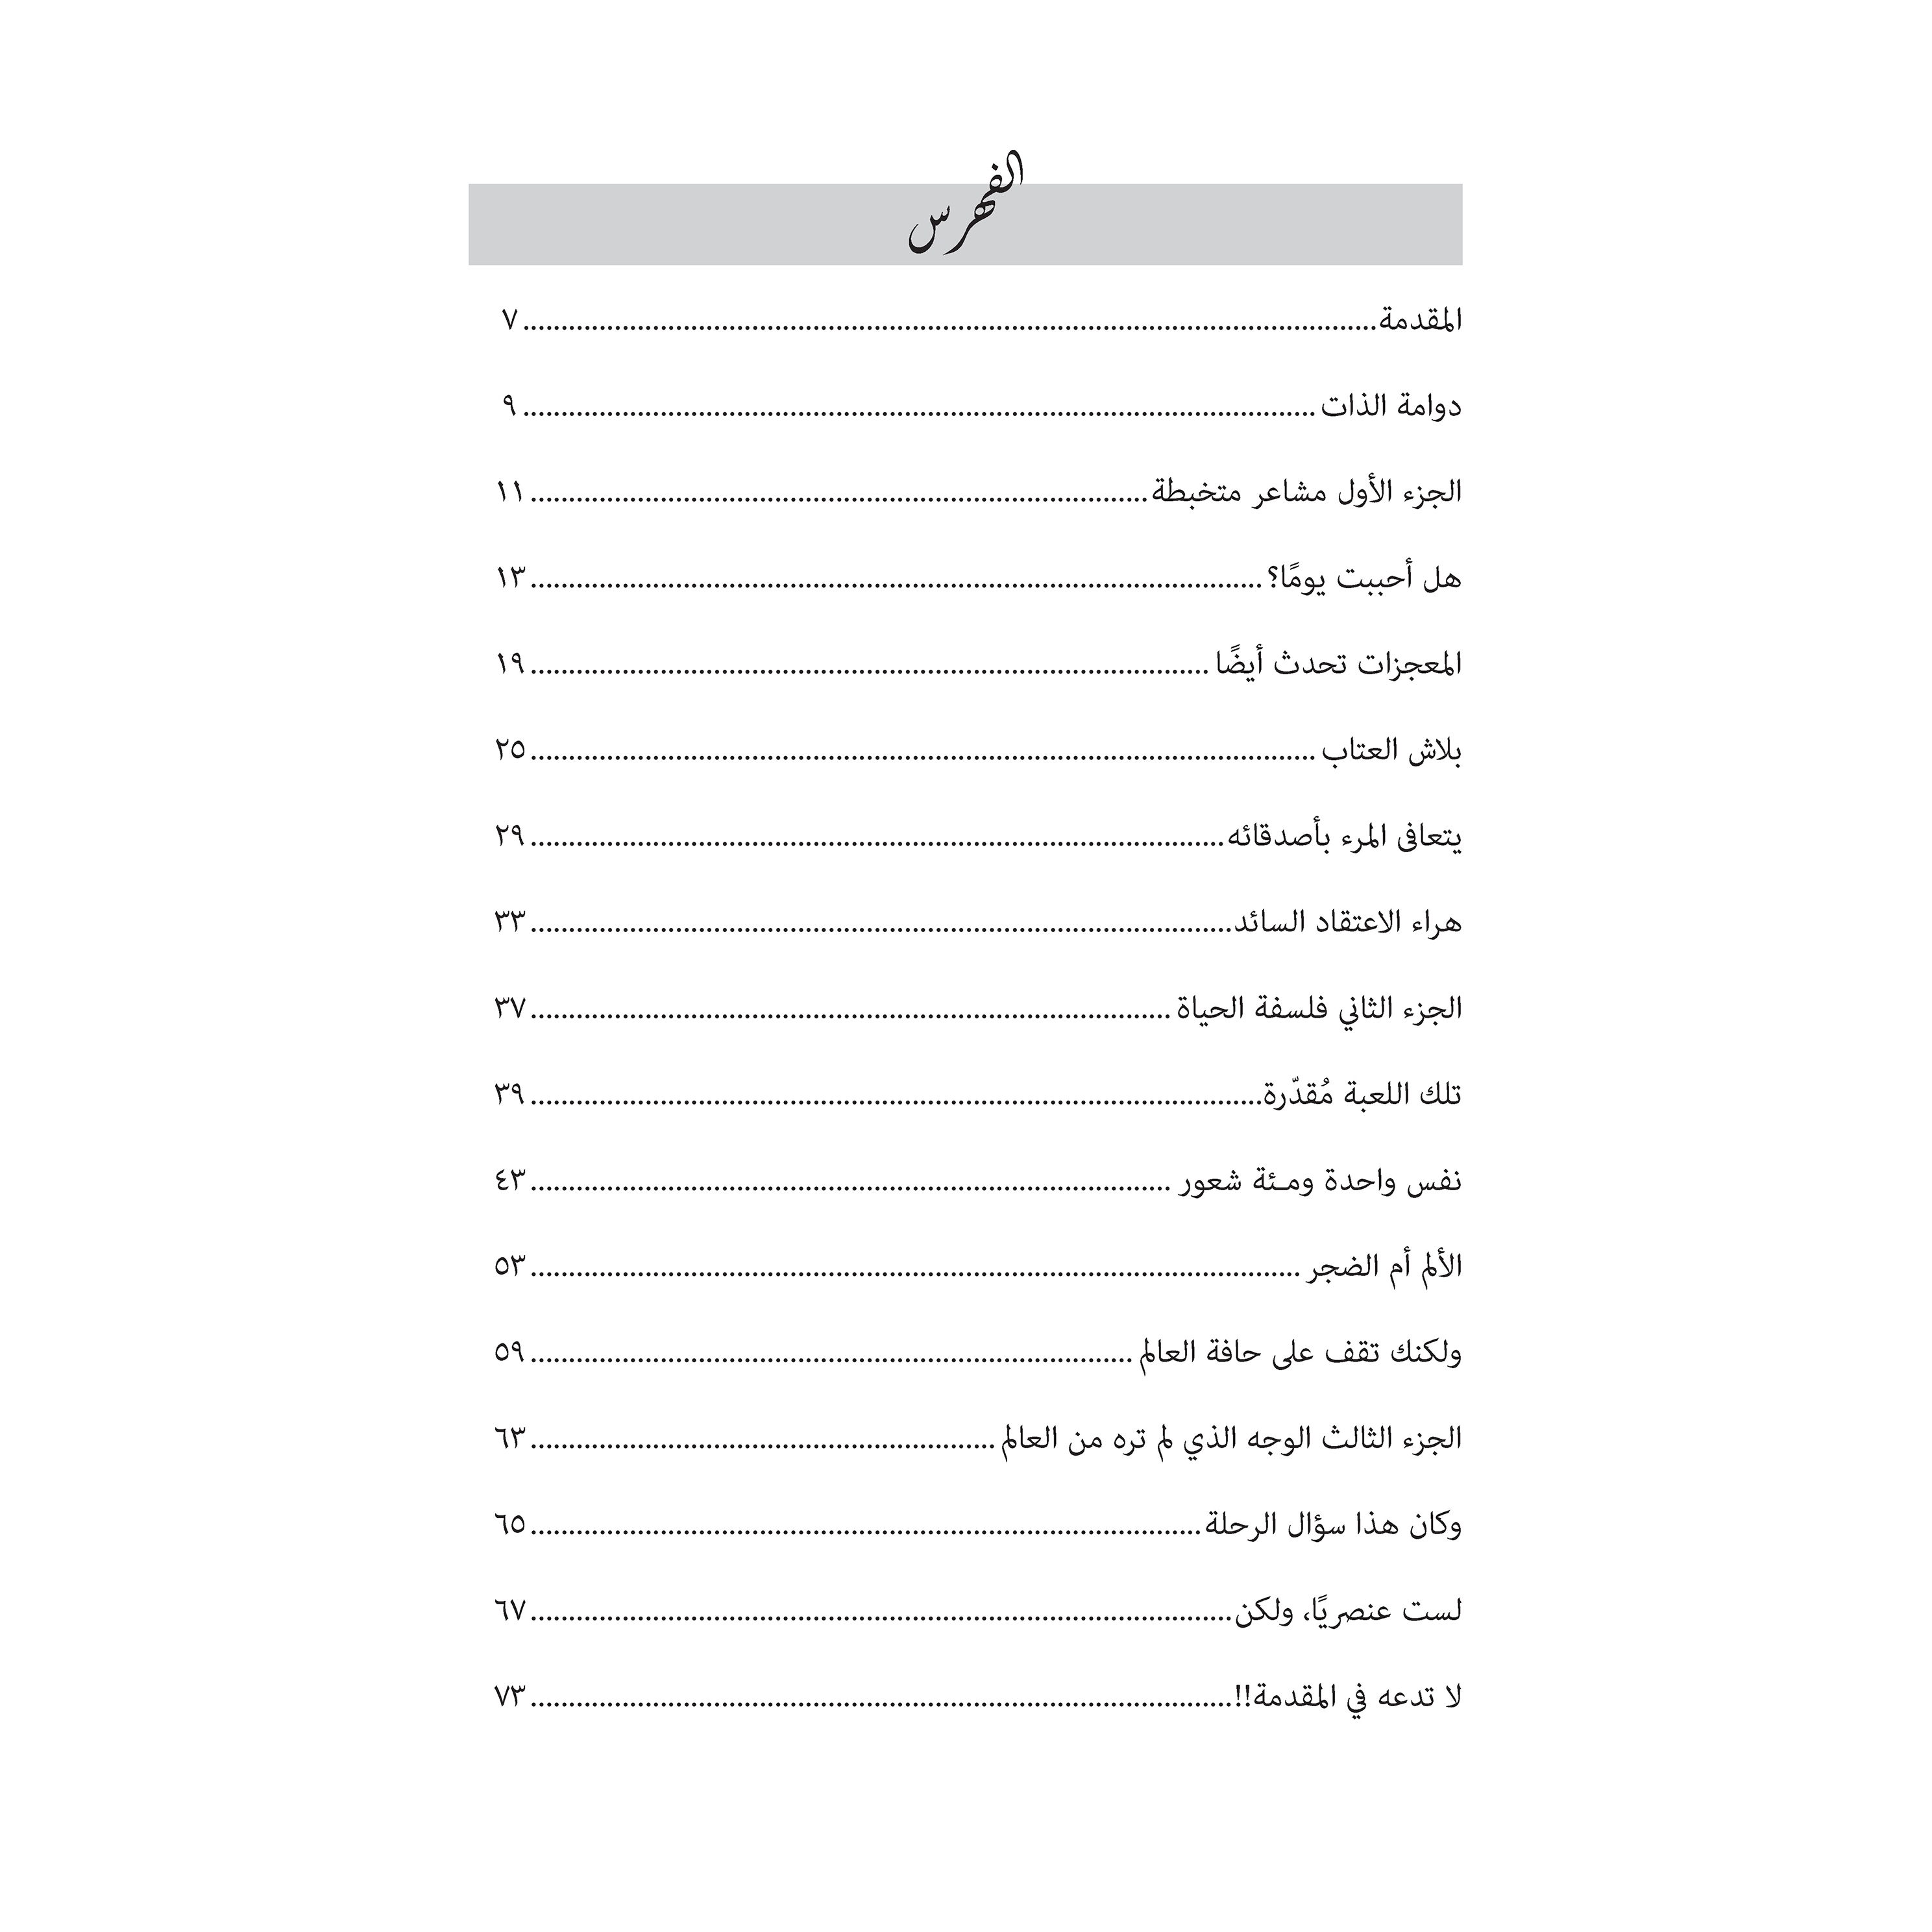 الفهرس
المقدمة................................................................................................................ ٧
دوامة الذات ........................................................................................................ ٩
الجزء الأول مشاعر متخبطة................................................................................. ١١
هل أحببت يومًا؟ ................................................................................................ ١٣
المعجزات تحدث أيضًا ......................................................................................... ١٩
بلاش العتاب ....................................................................................................... ٢٥
يتعافى المرء بأصدقائه........................................................................................... ٢٩
هراء الاعتقاد السائد............................................................................................ ٣٣
الجزء الثاني فلسفة الحياة .................................................................................... ٣٧
تلك اللعبة مُقدّرة................................................................................................ ٣٩
نفس واحدة ومـئة شعور .................................................................................... ٤٣
الألم أم الضجر ..................................................................................................... ٥٣
ولكنك تقف على حافة العالم ............................................................................... ٥٩
الجزء الثالث الوجه الذي لم تره من العالم ............................................................. ٦٣
وكان هذا سؤال الرحلة........................................................................................ ٦٥
لست عنصريًا، ولكن............................................................................................ ٦٧
لا تدعه في المقدمة!!............................................................................................ ٧٣